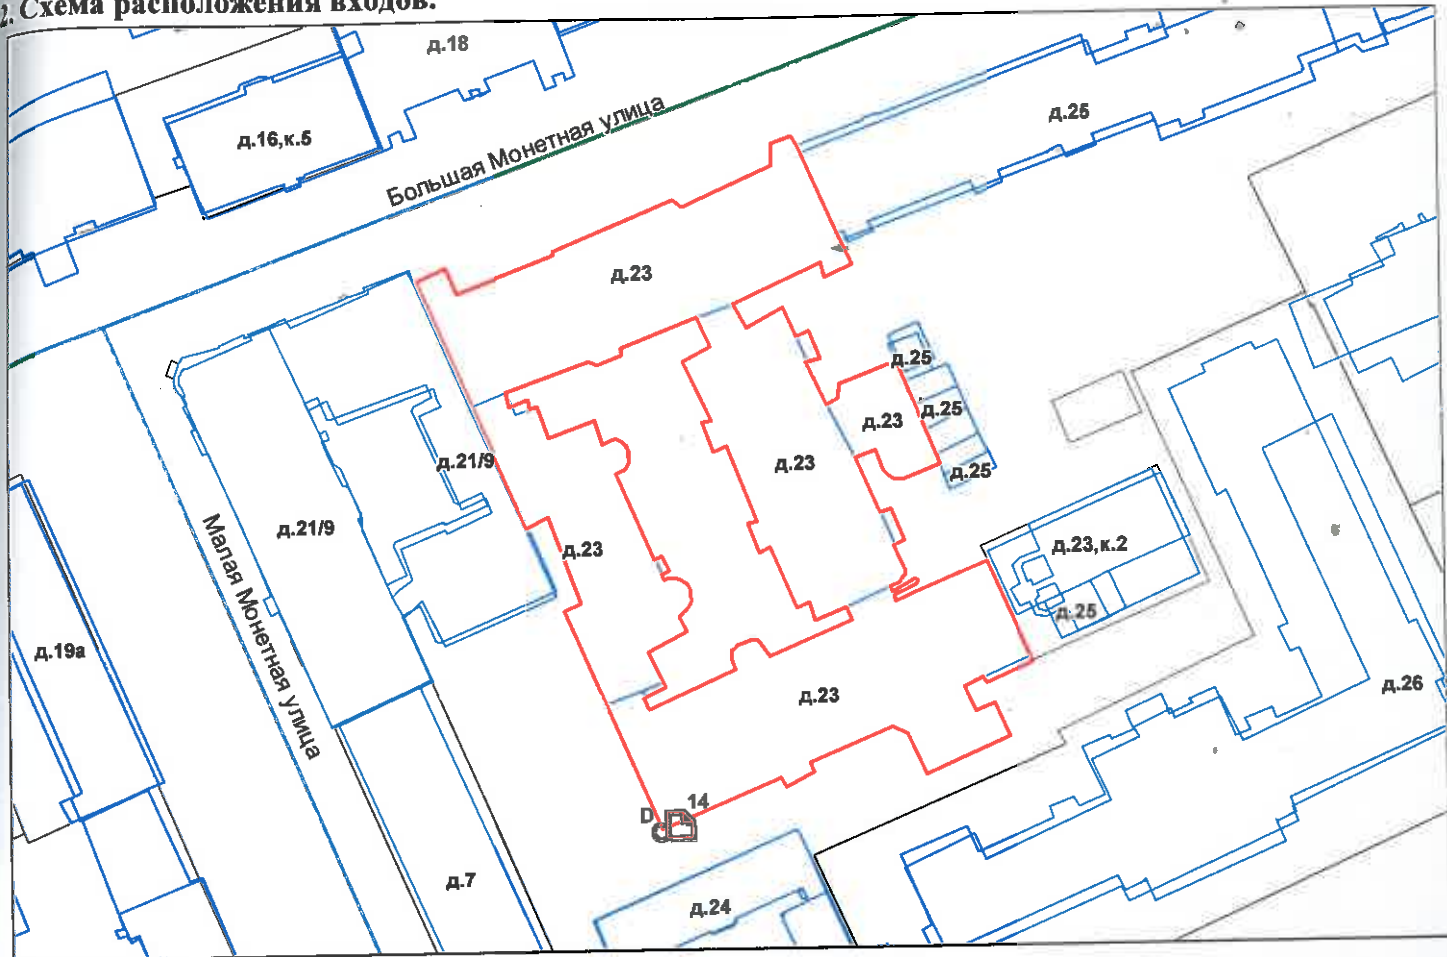 2. Схема расположения входов.
д.18
д.16,к.5
Большая Монетная улица
д.25
д.23
д.25
д.25
д.23
д.25
д.21/9
д.23
д.21/9
Малая Монетная улица
д.23
д.23,к.2
д.25
д.19а
д.23
д.26
D
14
д.7
д.24